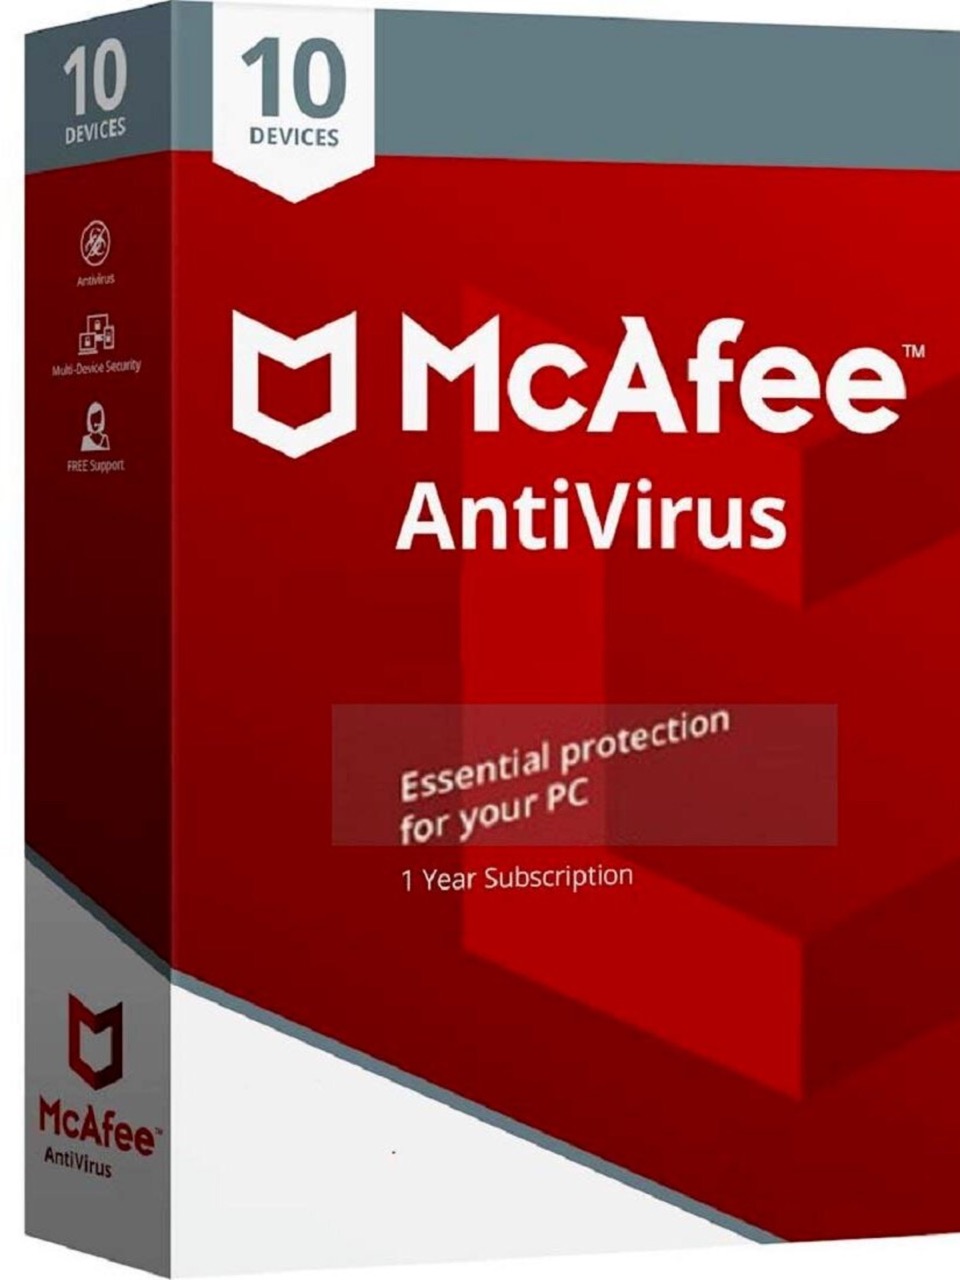 10
DEVICES
Antivirus
Multi-Device Security
FREE Support
McAfee™
AntiVirus
10
DEVICES
McAfee™
AntiVirus
Essential protection
for your PC
1 Year Subscription